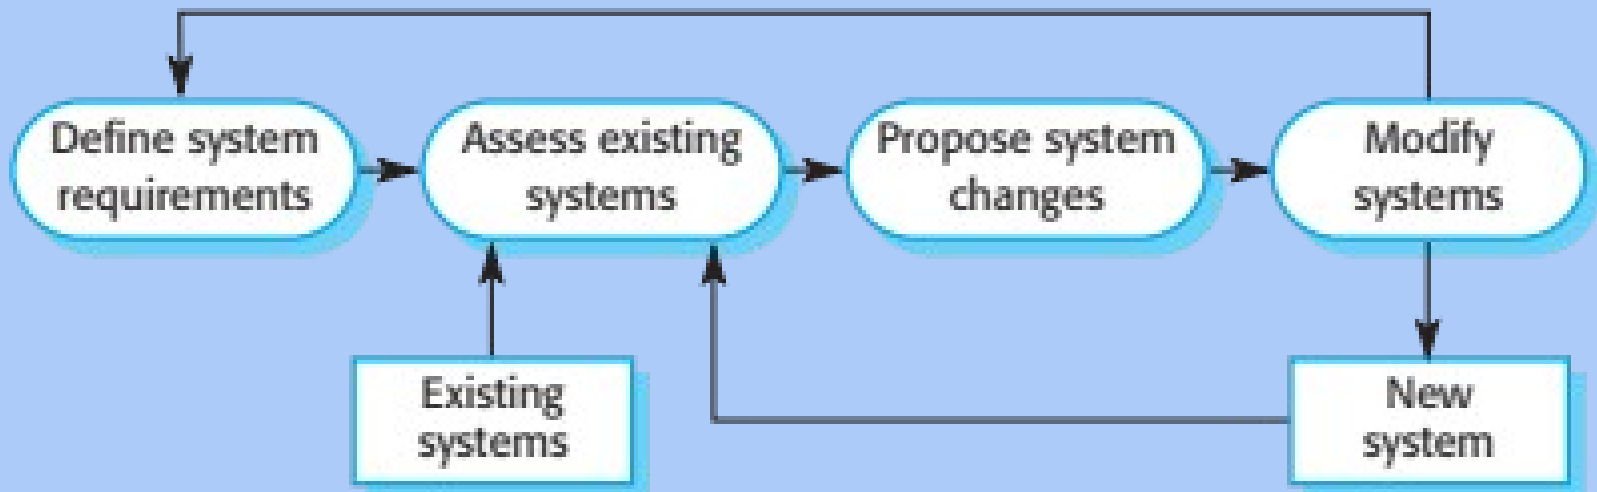 Define system
requirements
Assess existing
systems
Propose system
changes
Modify
systems
Existing
systems
New
system